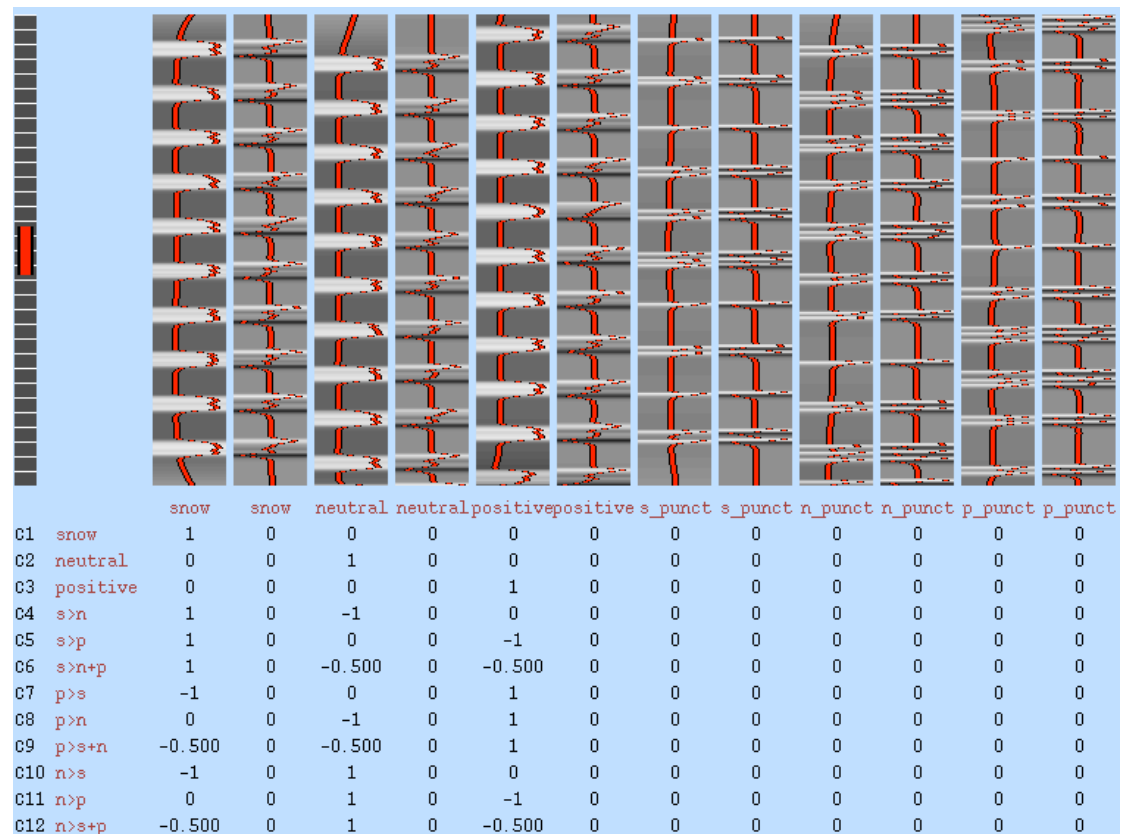 snow snow neutral neutral positive positive s_punct s_punct n_punct n_punct p_punct p_punct
C1 snow 1 0 0 0 0 0 0 0 0 0 0 0
C2 neutral 0 0 1 0 0 0 0 0 0 0 0 0
C3 positive 0 0 0 0 1 0 0 0 0 0 0 0
C4 s>n 1 0 -1 0 0 0 0 0 0 0 0 0
C5 s>p 1 0 0 0 -1 0 0 0 0 0 0 0
C6 s>n+p 1 0 -0.500 0 -0.500 0 0 0 0 0 0 0
C7 p>s -1 0 0 0 1 0 0 0 0 0 0 0
C8 p>n 0 0 -1 0 1 0 0 0 0 0 0 0
C9 p>s+n -0.500 0 -0.500 0 1 0 0 0 0 0 0 0
C10 n>s -1 0 1 0 0 0 0 0 0 0 0 0
C11 n>p 0 0 1 0 -1 0 0 0 0 0 0 0
C12 n>s+p -0.500 0 1 0 -0.500 0 0 0 0 0 0 0